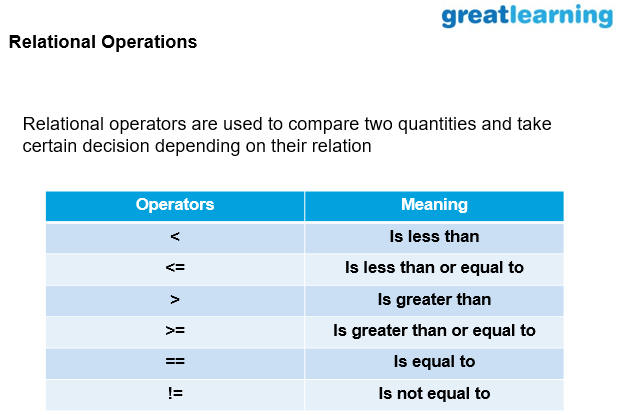 greatlearning
Relational Operations
Relational operators are used to compare two quantities and take
certain decision depending on their relation
Operators Meaning
< Is less than
<= Is less than or equal to
> Is greater than
>= Is greater than or equal to
== Is equal to
!= Is not equal to